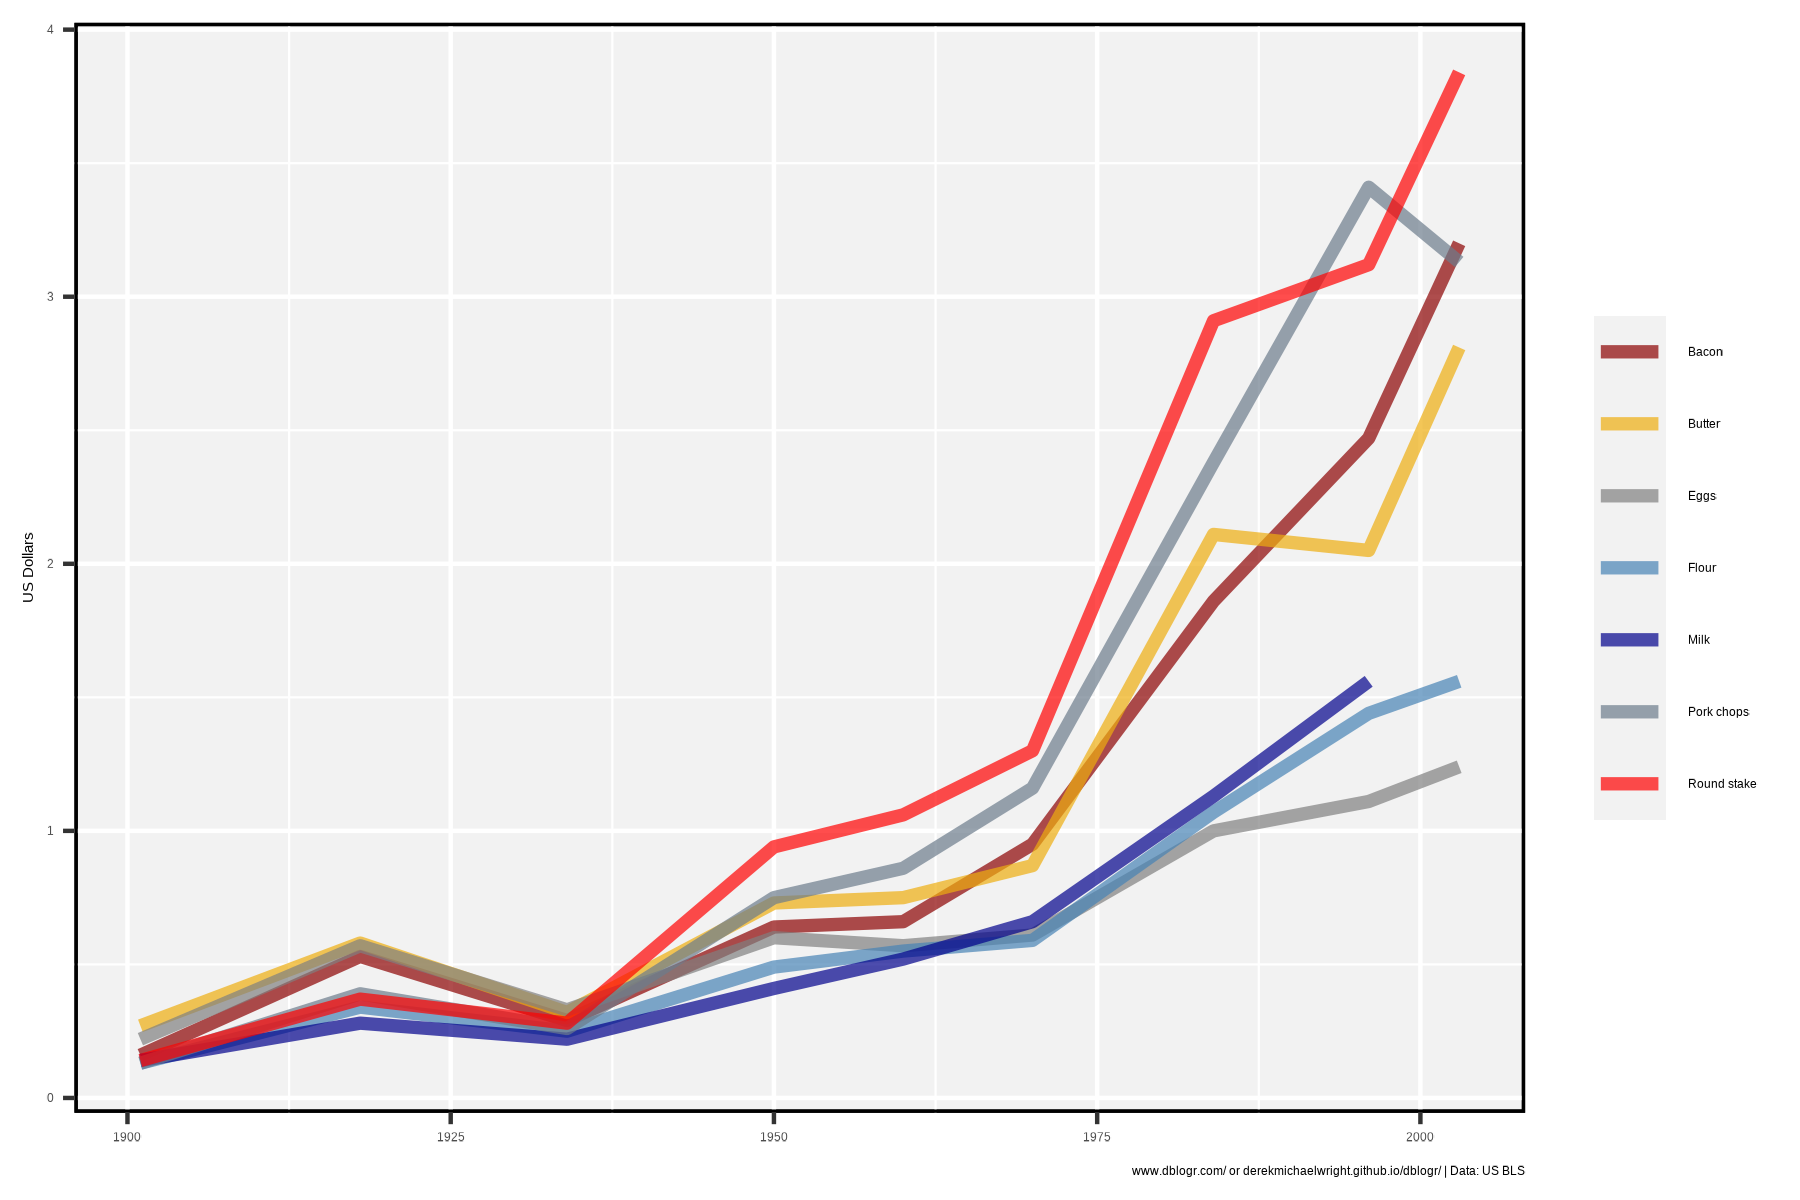 4
3
2
1
0
US Dollars
1900
1925
1950
1975
2000
Bacon
Butter
Eggs
Flour
Milk
Pork chops
Round stake
www.dblogr.com/ or derekmichaelwright.github.io/dblogr/ | Data: US BLS